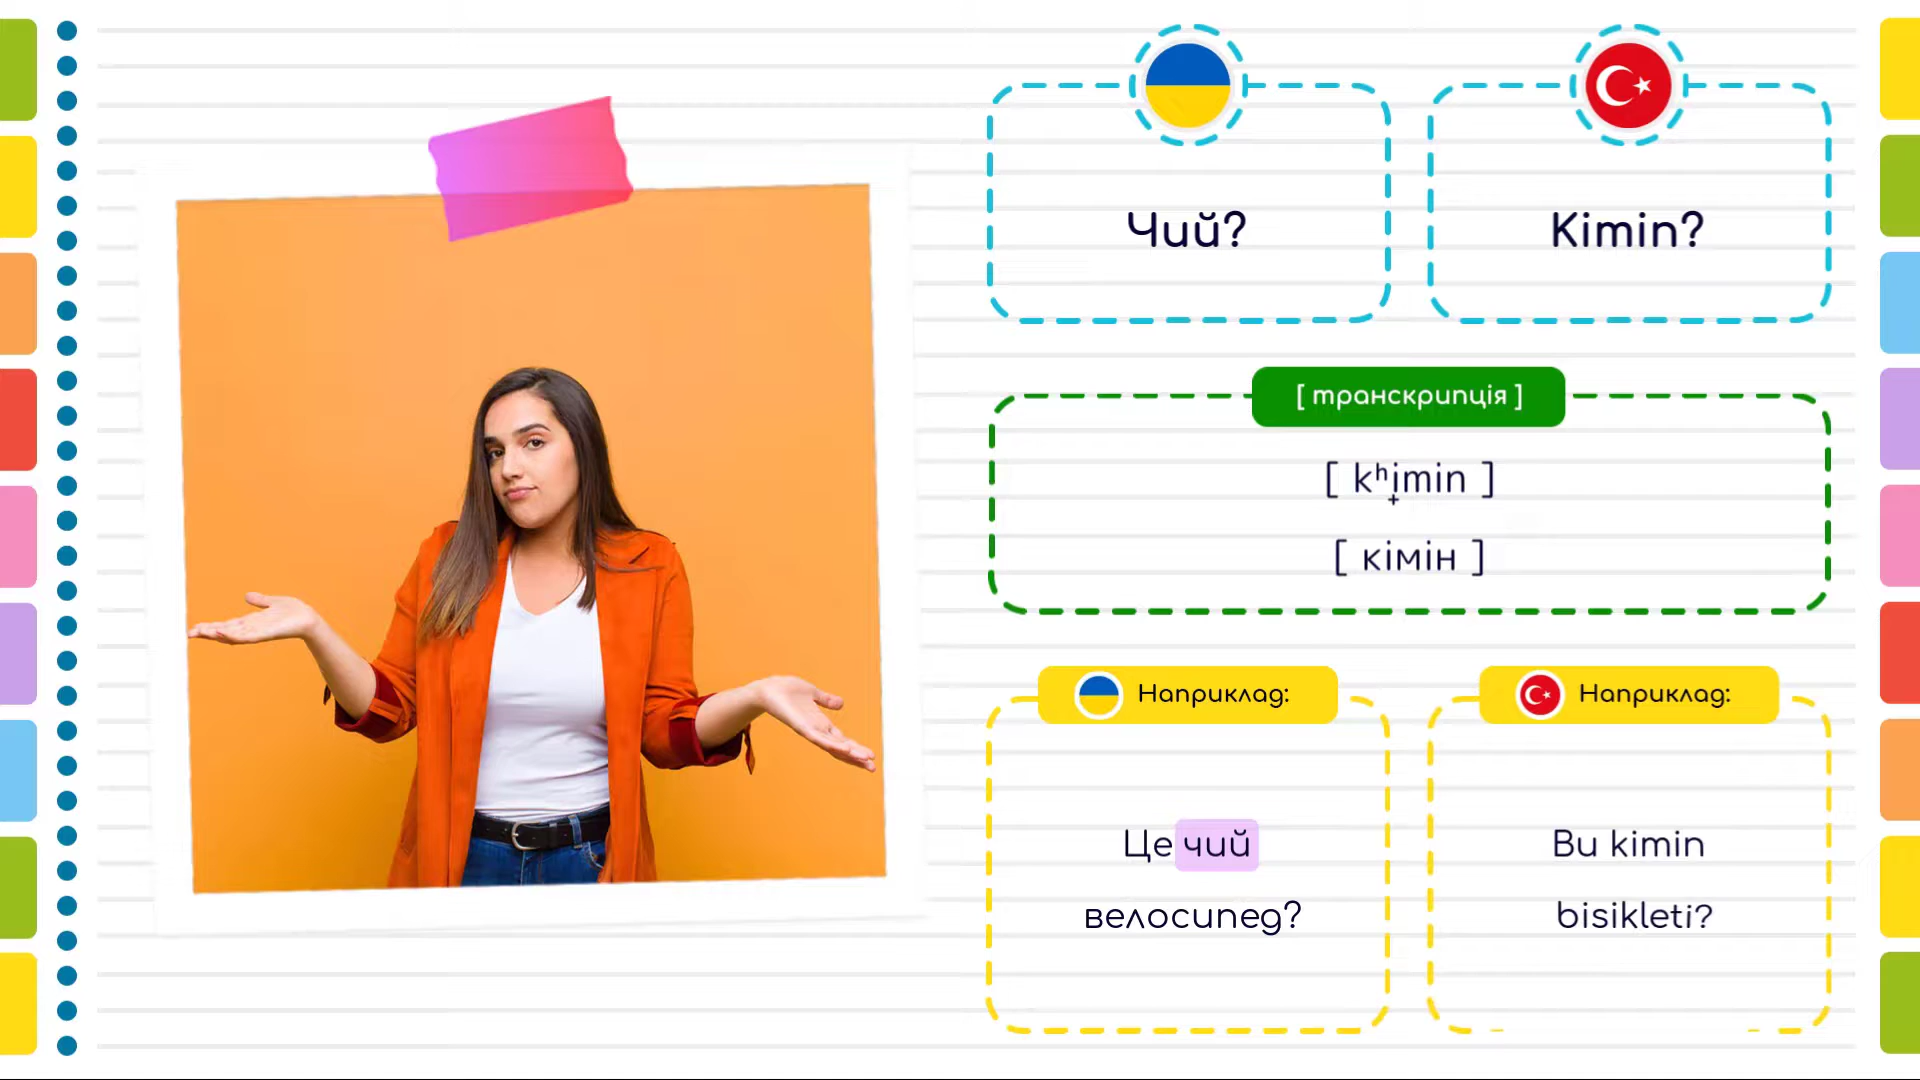 Чий?
Kimin?
[ транскрипція ]
[ kʰi̟min ]
[ кімін ]
Наприклад:
Це чий
велосипед?
Наприклад:
Bu kimin
bisikleti?